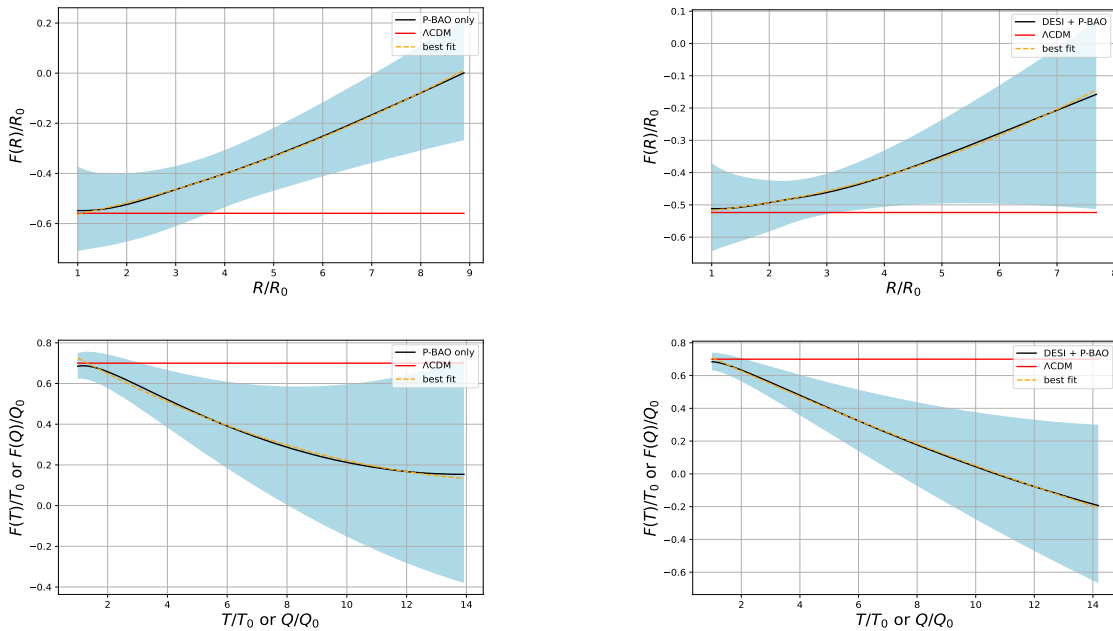 P-BAO only
ΛCDM
best fit
0.2
0.0
−0.2
−0.4
−0.6
F(R)/R0
1 2 3 4 5 6 7 8 9
R/R0
DESI + P-BAO
ΛCDM
best fit
0.1
0.0
−0.1
−0.2
−0.3
−0.4
−0.5
−0.6
F(R)/R0
1 2 3 4 5 6 7 8
R/R0
P-BAO only
ΛCDM
best fit
0.8
0.6
0.4
0.2
0.0
−0.2
−0.4
F(T)/T0 or F(Q)/Q0
2 4 6 8 10 12 14
T/T0 or Q/Q0
DESI + P-BAO
ΛCDM
best fit
0.8
0.6
0.4
0.2
0.0
−0.2
−0.4
−0.6
F(T)/T0 or F(Q)/Q0
2 4 6 8 10 12 14
T/T0 or Q/Q0